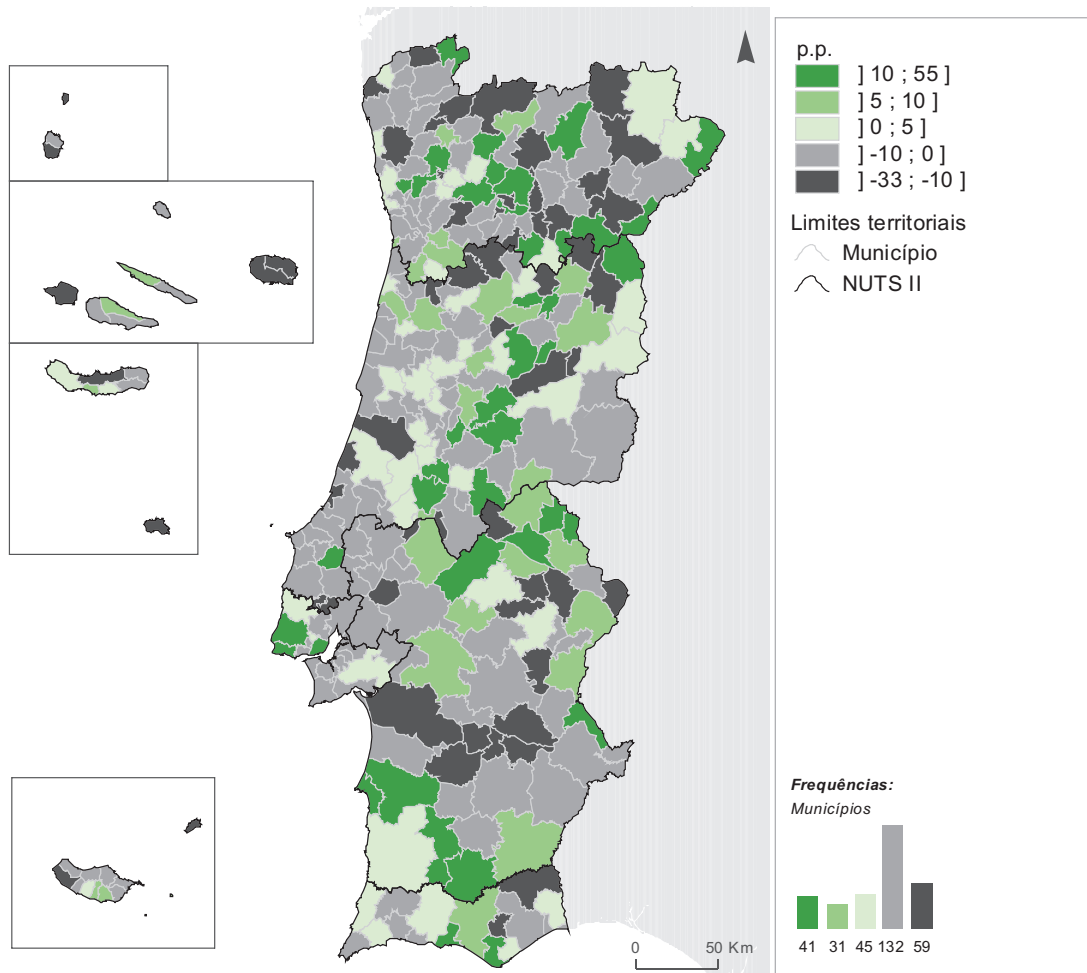 p.p.
] 10 ; 55 ]
] 5 ; 10 ]
] 0 ; 5 ]
] -10 ; 0 ]
] -33 ; -10 ]
Limites territoriais
Município
NUTS II
Frequências:
Municípios
41 31 45 132 59
0 50 Km